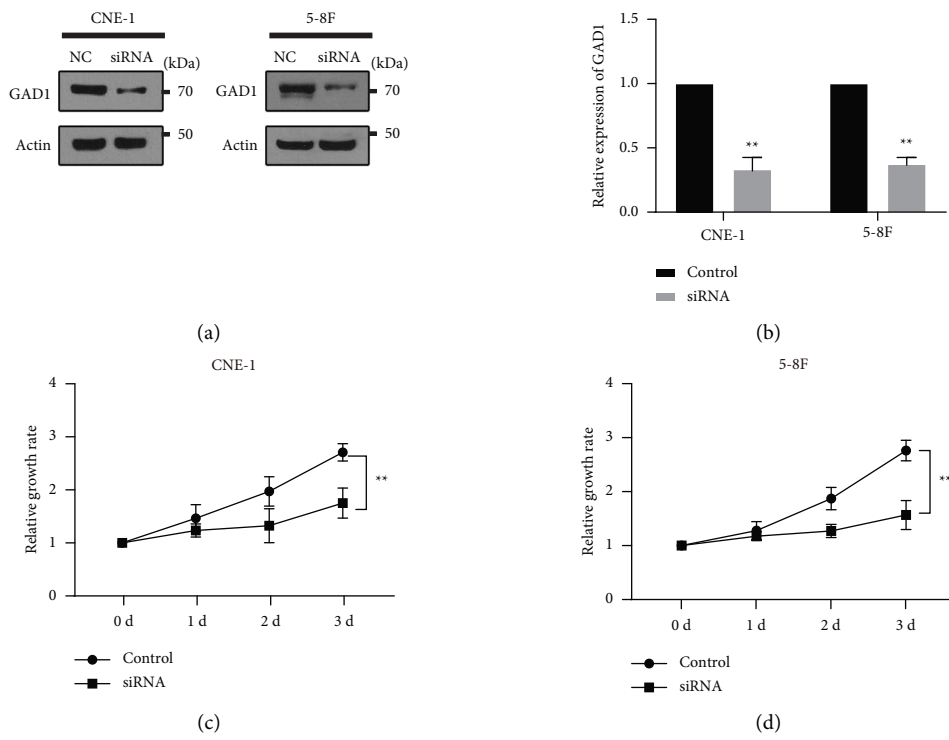 CNE-1
NC siRNA (kDa)
GAD1
70
50
Actin
5-8F
NC siRNA (kDa)
GAD1
70
50
Actin
(a)
Relative expression of GAD1
1.5
1.0
0.5
0.0
**
**
CNE-1
5-8F
Control
siRNA
(b)
CNE-1
Relative growth rate
4
3
2
1
0
**
0 d 1 d 2 d 3 d
Control
siRNA
(c)
5-8F
Relative growth rate
4
3
2
1
0
**
0 d 1 d 2 d 3 d
Control
siRNA
(d)